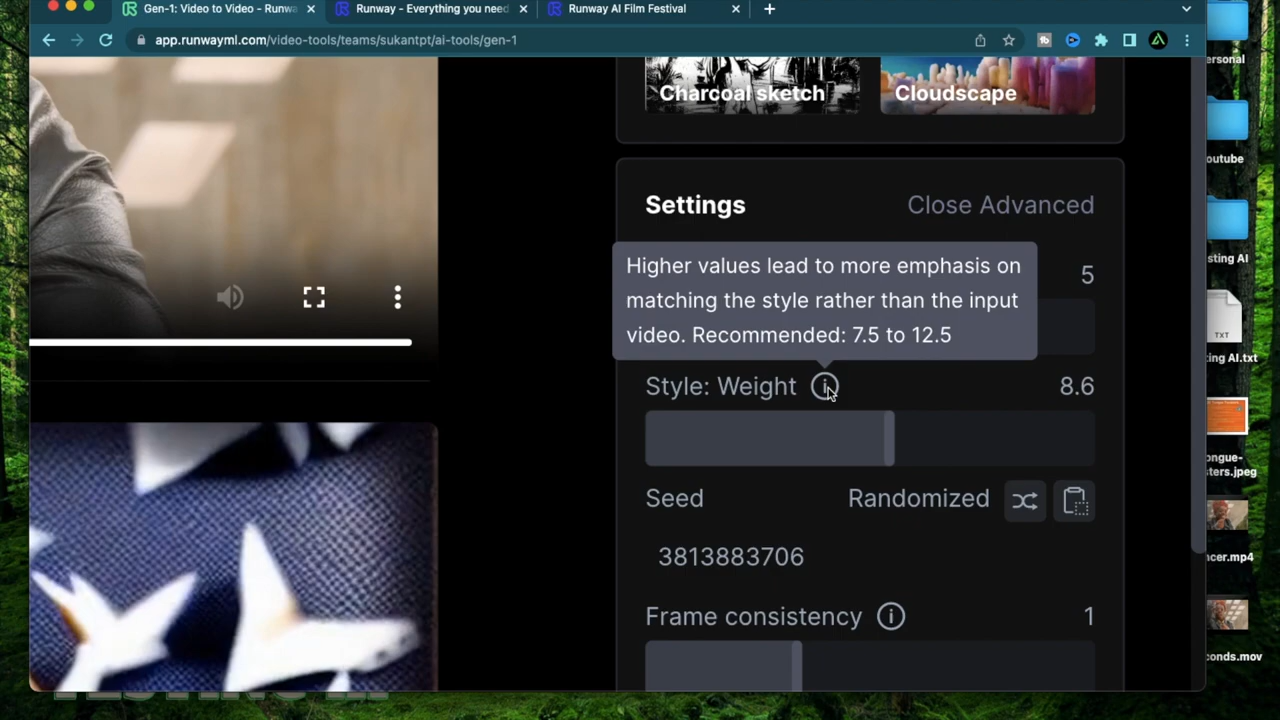 Gen-1: Video to Video - Runwa
Runway - Everything you need
Runway AI Film Festival
app.runwayml.com/video-tools/teams/sukantpt/ai-tools/gen-1
Charcoal sketch
Cloudscape
Settings
Close Advanced
5
Higher values lead to more emphasis on
matching the style rather than the input
video. Recommended: 7.5 to 12.5
Style: Weight
8.6
Seed
Randomized
3813883706
Frame consistency
1
ersonal
outube
sting AI
TXT
ting AI.txt
ongue-
sters.jpeg
ncer.mp4
conds.mov